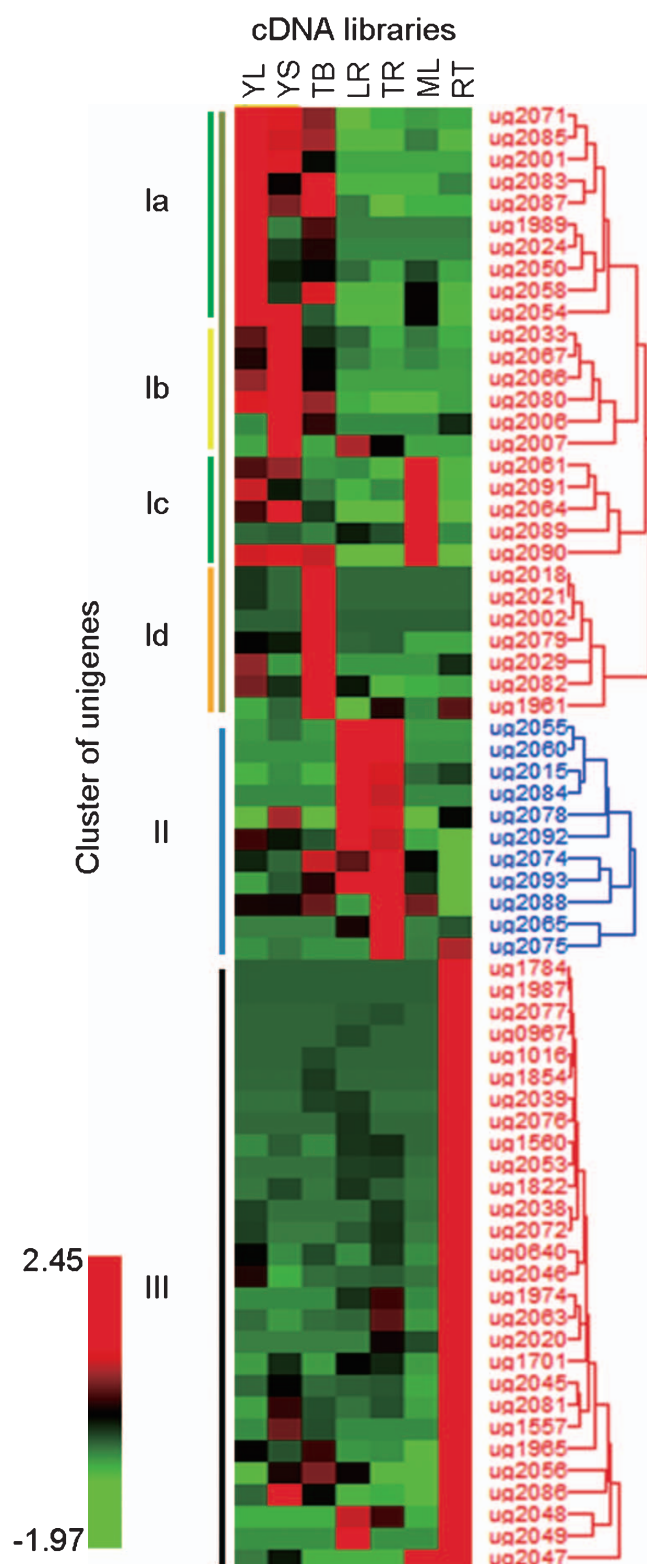 cDNA libraries
YL YS TB LR TR ML RT
Cluster of unigenes
Ia
Ib
Ic
Id
II
III
ug2071
ug2085
ug2001
ug2083
ug2087
ug1989
ug2024
ug2050
ug2058
ug2054
ug2033
ug2067
ug2066
ug2080
ug2006
ug2007
ug2061
ug2091
ug2064
ug2089
ug2090
ug2018
ug2021
ug2002
ug2079
ug2029
ug2082
ug1961
ug2055
ug2060
ug2015
ug2084
ug2078
ug2092
ug2074
ug2093
ug2088
ug2065
ug2075
ug1784
ug1987
ug2077
ug0967
ug1016
ug1854
ug2039
ug2076
ug1560
ug2053
ug1822
ug2038
ug2072
ug0640
ug2046
ug1974
ug2063
ug2020
ug1701
ug2045
ug2081
ug1557
ug1965
ug2056
ug2086
ug2048
ug2049
ug2047
2.45
-1.97